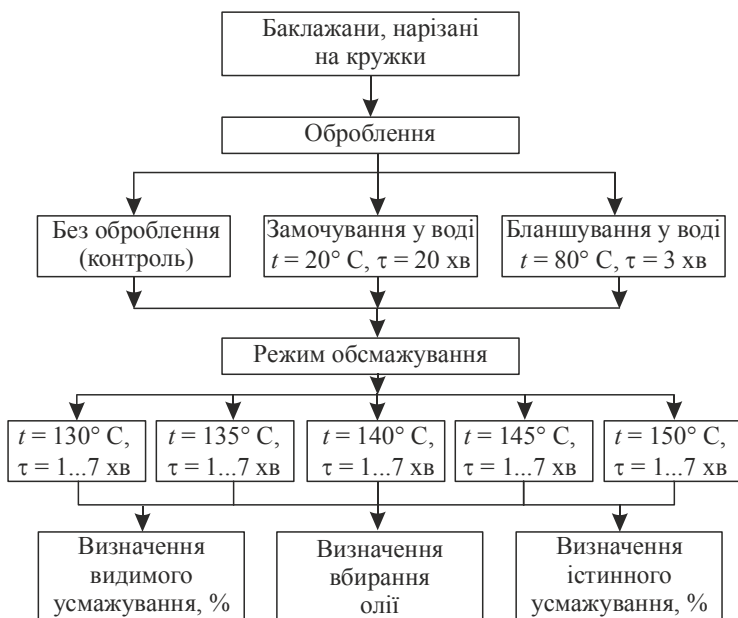 Баклажани, нарізані
на кружки
Оброблення
Без оброблення
(контроль)
Замочування у воді
t = 20° C, τ = 20 хв
Бланшування у воді
t = 80° C, τ = 3 хв
Режим обсмажування
t = 130° C,
τ = 1...7 хв
t = 135° C,
τ = 1...7 хв
t = 140° C,
τ = 1...7 хв
t = 145° C,
τ = 1...7 хв
t = 150° C,
τ = 1...7 хв
Визначення
видимого
усмажування, %
Визначення
вбирання
олії
Визначення
істинного
усмажування, %